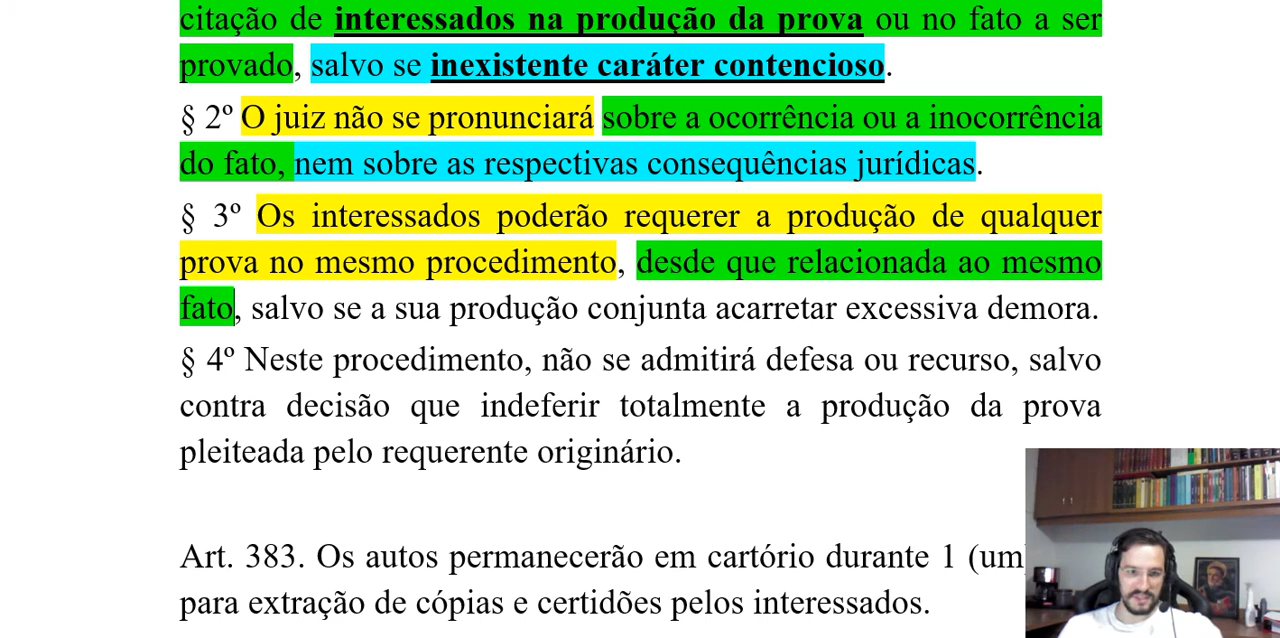 citação de interessados na produção da prova ou no fato a ser
provado, salvo se inexistente caráter contencioso.
§ 2º O juiz não se pronunciará sobre a ocorrência ou a inocorrência
do fato, nem sobre as respectivas consequências jurídicas.
§ 3º Os interessados poderão requerer a produção de qualquer
prova no mesmo procedimento, desde que relacionada ao mesmo
fato, salvo se a sua produção conjunta acarretar excessiva demora.
§ 4º Neste procedimento, não se admitirá defesa ou recurso, salvo
contra decisão que indeferir totalmente a produção da prova
pleiteada pelo requerente originário.
Art. 383. Os autos permanecerão em cartório durante 1 (um
para extração de cópias e certidões pelos interessados.